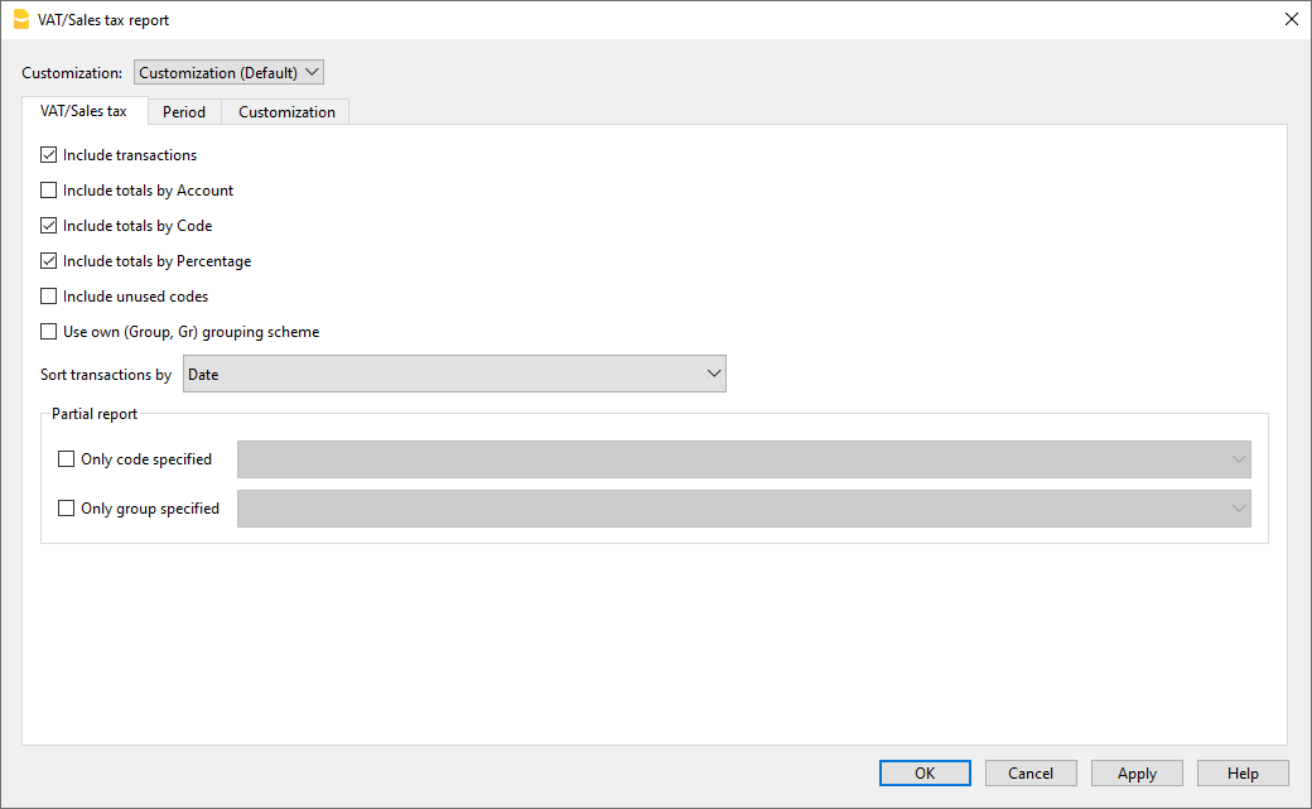 VAT/Sales tax report
Customization: Customization (Default)
VAT/Sales tax Period Customization
Include transactions
Include totals by Account
Include totals by Code
Include totals by Percentage
Include unused codes
Use own (Group, Gr) grouping scheme
Sort transactions by Date
Partial report
Only code specified
Only group specified
OK Cancel Apply Help